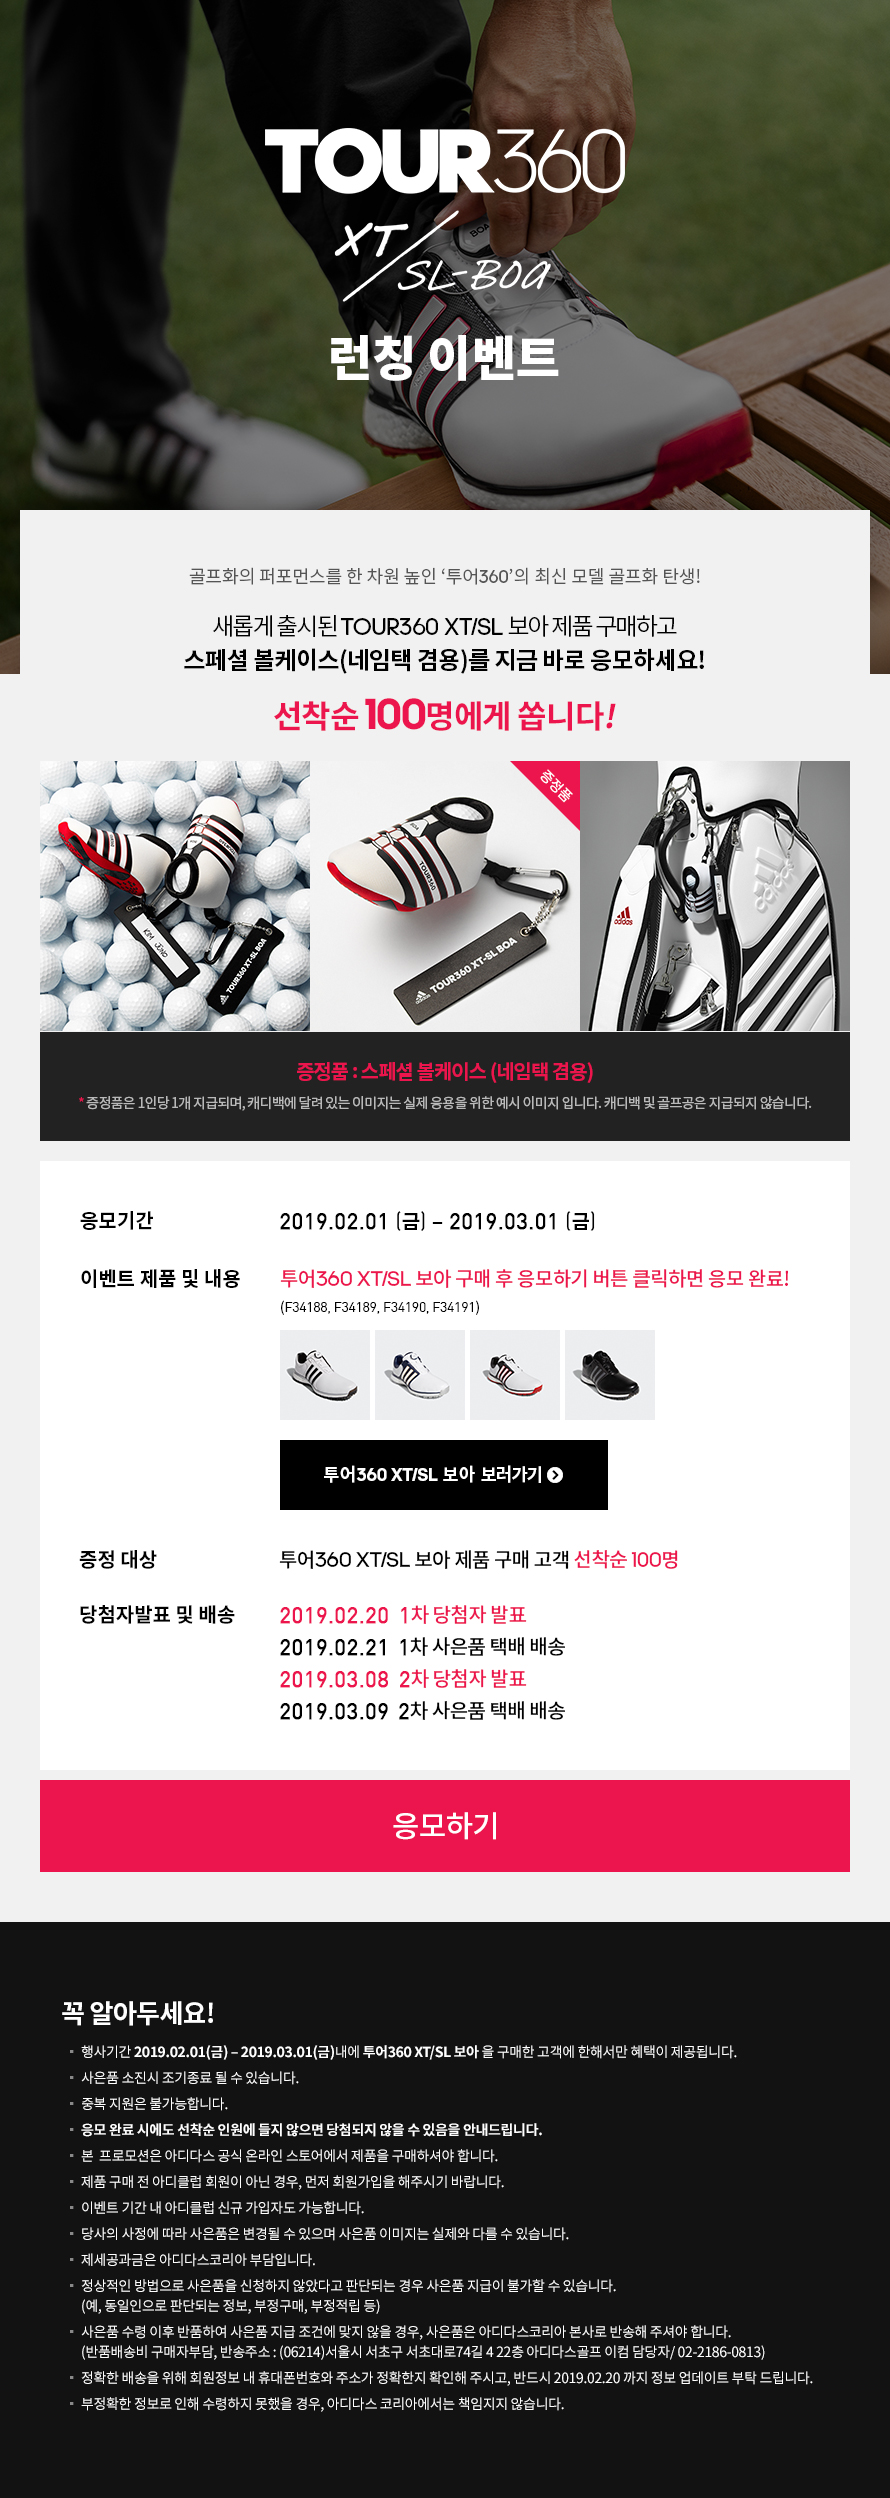 TOUR360
XT/
SL-BOA
BOA
런칭 이벤트
골프화의 퍼포먼스를 한 차원 높인 ‘투어360’의 최신 모델 골프화 탄생!
새롭게 출시된 TOUR360 XT/SL 보아 제품 구매하고
스페셜 볼케이스(네임택 겸용)를 지금 바로 응모하세요!
선착순 100명에게 쏩니다!
증정품
KIM JUNO
adidas TOUR360 XT-SL BOA
TOUR360
adidas TOUR360 XT-SL BOA
adidas
adidas
증정품 : 스페셜 볼케이스 (네임택 겸용)
* 증정품은 1인당 1개 지급되며, 캐디백에 달려 있는 이미지는 실제 응용을 위한 예시 이미지 입니다. 캐디백 및 골프공은 지급되지 않습니다.
응모기간 2019.02.01 (금) – 2019.03.01 (금)
이벤트 제품 및 내용 투어360 XT/SL 보아 구매 후 응모하기 버튼 클릭하면 응모 완료!
(F34188, F34189, F34190, F34191)
투어360 XT/SL 보아 보러가기
증정 대상 투어360 XT/SL 보아 제품 구매 고객 선착순 100명
당첨자발표 및 배송 2019.02.20 1차 당첨자 발표
2019.02.21 1차 사은품 택배 배송
2019.03.08 2차 당첨자 발표
2019.03.09 2차 사은품 택배 배송
응모하기
꼭 알아두세요!
행사기간 2019.02.01(금) – 2019.03.01(금)내에 투어360 XT/SL 보아 을 구매한 고객에 한해서만 혜택이 제공됩니다.
사은품 소진시 조기종료 될 수 있습니다.
중복 지원은 불가능합니다.
응모 완료 시에도 선착순 인원에 들지 않으면 당첨되지 않을 수 있음을 안내드립니다.
본 프로모션은 아디다스 공식 온라인 스토어에서 제품을 구매하셔야 합니다.
제품 구매 전 아디클럽 회원이 아닌 경우, 먼저 회원가입을 해주시기 바랍니다.
이벤트 기간 내 아디클럽 신규 가입자도 가능합니다.
당사의 사정에 따라 사은품은 변경될 수 있으며 사은품 이미지는 실제와 다를 수 있습니다.
제세공과금은 아디다스코리아 부담입니다.
정상적인 방법으로 사은품을 신청하지 않았다고 판단되는 경우 사은품 지급이 불가할 수 있습니다.
(예, 동일인으로 판단되는 정보, 부정구매, 부정적립 등)
사은품 수령 이후 반품하여 사은품 지급 조건에 맞지 않을 경우, 사은품은 아디다스코리아 본사로 반송해 주셔야 합니다.
(반품배송비 구매자부담, 반송주소 : (06214)서울시 서초구 서초대로74길 4 22층 아디다스골프 이컴 담당자/ 02-2186-0813)
정확한 배송을 위해 회원정보 내 휴대폰번호와 주소가 정확한지 확인해 주시고, 반드시 2019.02.20 까지 정보 업데이트 부탁 드립니다.
부정확한 정보로 인해 수령하지 못했을 경우, 아디다스 코리아에서는 책임지지 않습니다.